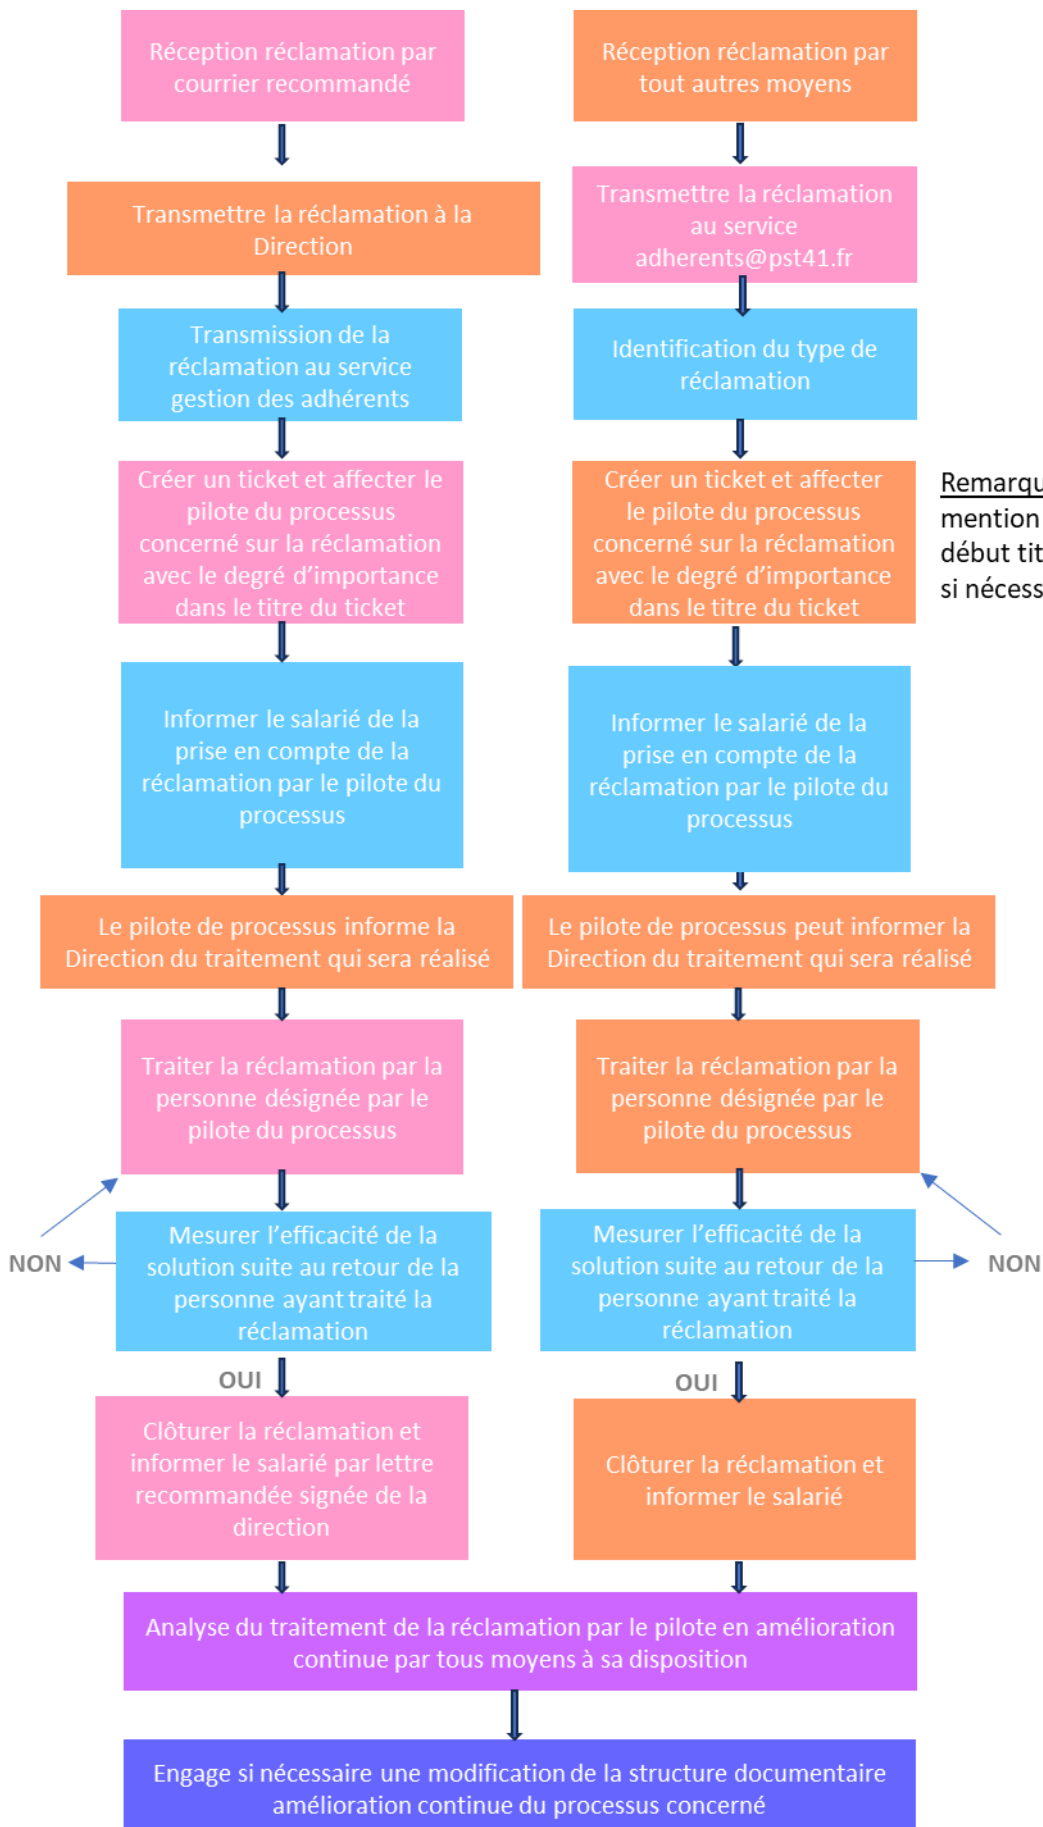 Réception réclamation par
courrier recommandé
Réception réclamation par
tout autres moyens
Transmettre la réclamation à la
Direction
Transmettre la réclamation
au service
adherents@pst41.fr
Transmission de la
réclamation au service
gestion des adhérents
Identification du type de
réclamation
Créer un ticket et affecter le
pilote du processus
concerné sur la réclamation
avec le degré d’importance
dans le titre du ticket
Créer un ticket et affecter
le pilote du processus
concerné sur la réclamation
avec le degré d’importance
dans le titre du ticket
mention
début
Informer le salarié de la
prise en compte de la
réclamation par le pilote du
processus
Informer le salarié de la
prise en compte de la
réclamation par le pilote du
processus
Le pilote de processus informe la
Direction du traitement qui sera réalisé
Le pilote de processus peut informer la
Direction du traitement qui sera réalisé
Traiter la réclamation par la
personne désignée par le
pilote du processus
Traiter la réclamation par la
personne désignée par le
pilote du processus
Mesurer l’efficacité de la
solution suite au retour de la
personne ayant traité la
réclamation
NON
Mesurer l’efficacité de la
solution suite au retour de la
personne ayant traité la
réclamation
NON
OUI
OUI
Clôturer la réclamation et
informer le salarié par lettre
recommandée signée de la
direction
Clôturer la réclamation et
informer le salarié
Analyse du traitement de la réclamation par le pilote en amélioration
continue par tous moyens à sa disposition
Engage si nécessaire une modification de la structure documentaire
amélioration continue du processus concerné